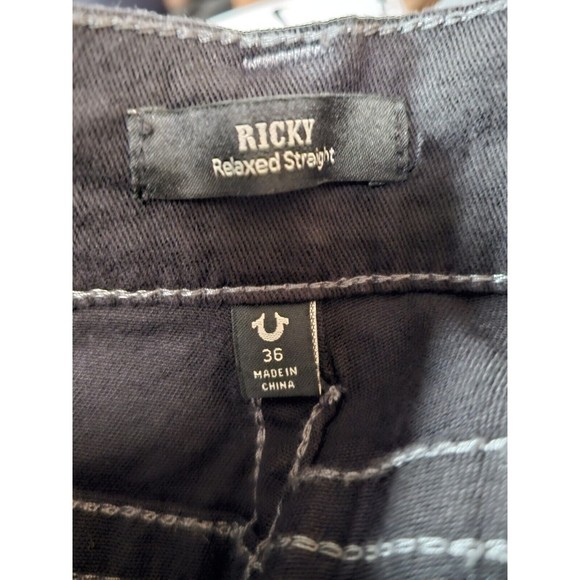 RICKY
Relaxed Straight
36
MADE IN
CHINA